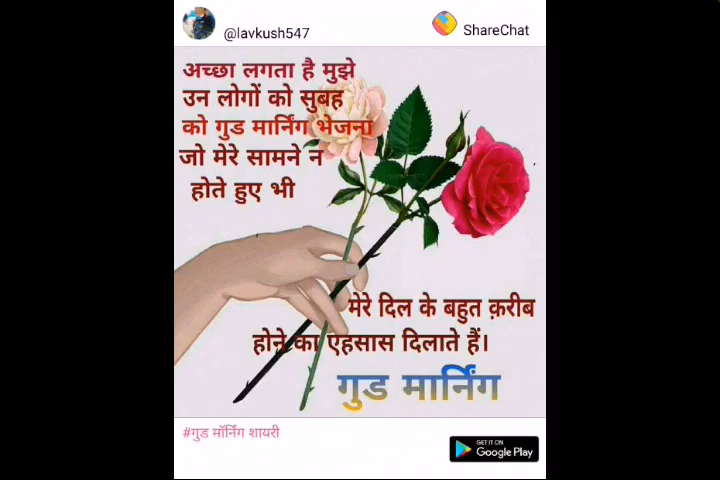 @lavkush547
ShareChat
अच्छा लगता है मुझे
उन लोगों को सुबह
को गुड मार्निंग भेजना
जो मेरे सामने न
होते हुए भी
मेरे दिल के बहुत क़रीब
होने का एहसास दिलाते हैं।
गुड मार्निंग
#गुड मॉर्निंग शायरी
GET IT ON
Google Play